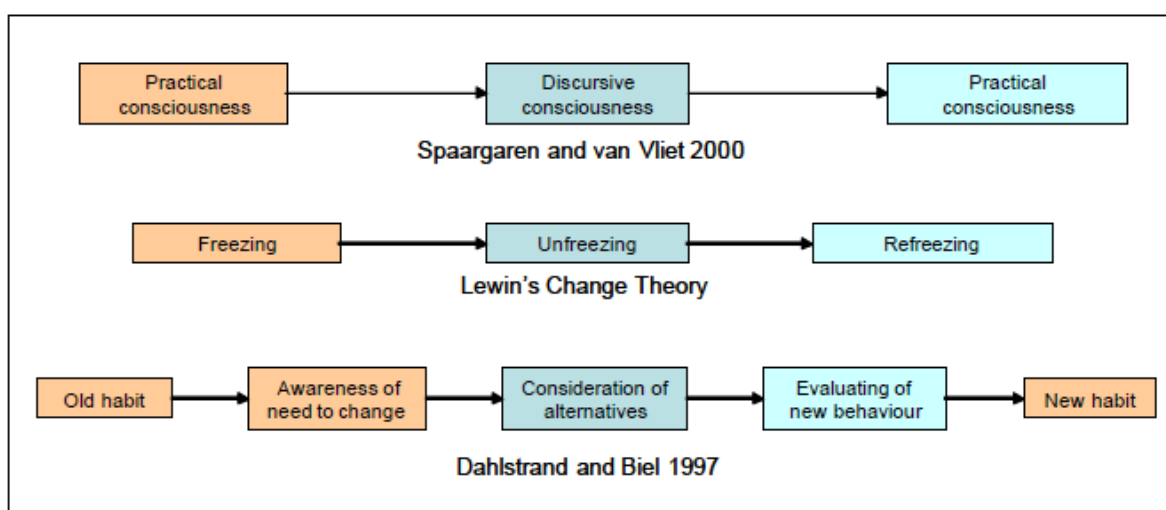 Practical
consciousness
Discursive
consciousness
Practical
consciousness
Spaargaren and van Vliet 2000
Freezing
Unfreezing
Refreezing
Lewin's Change Theory
Old habit
Awareness of
need to change
Consideration of
alternatives
Evaluating of
new behaviour
New habit
Dahlstrand and Biel 1997